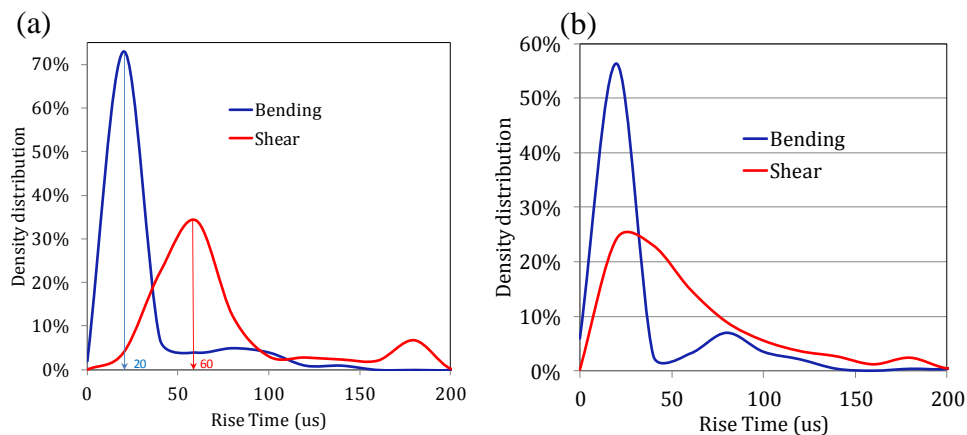 (a)
70%
60%
50%
40%
30%
20%
10%
0%
Density distribution
Bending
Shear
20
60
0
50
100
150
200
Rise Time (us)
(b)
60%
50%
40%
30%
20%
10%
0%
Density distribution
Bending
Shear
0
50
100
150
200
Rise Time (us)